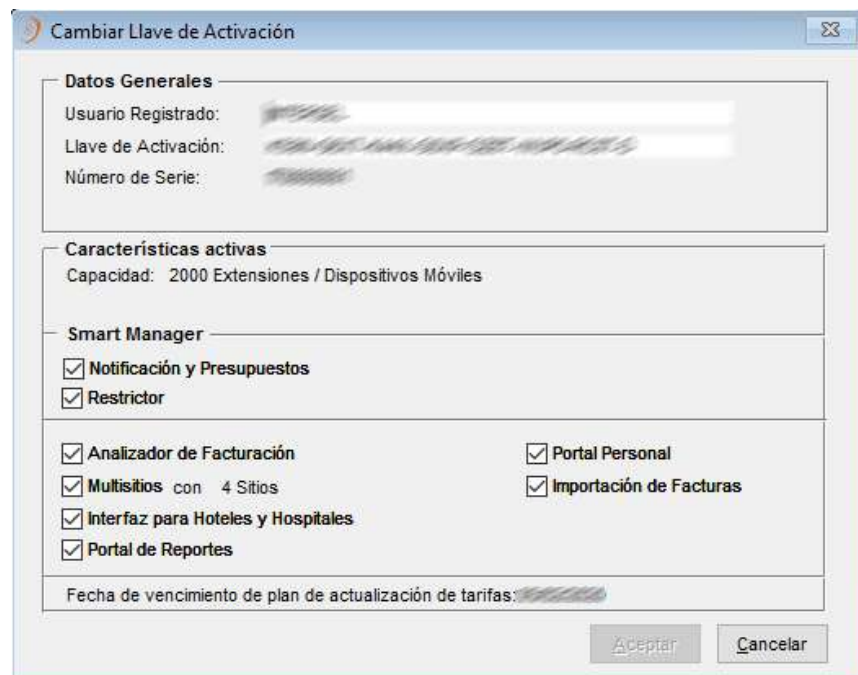 Cambiar Llave de Activación
Datos Generales
Usuario Registrado:
Llave de Activación:
Número de Serie:
Características activas
Capacidad: 2000 Extensiones / Dispositivos Móviles
Smart Manager
Notificación y Presupuestos
Restrictor
Analizador de Facturación
Portal Personal
Multisitios con 4 Sitios
Importación de Facturas
Interfaz para Hoteles y Hospitales
Portal de Reportes
Fecha de vencimiento de plan de actualización de tarifas:
Aceptar
Cancelar